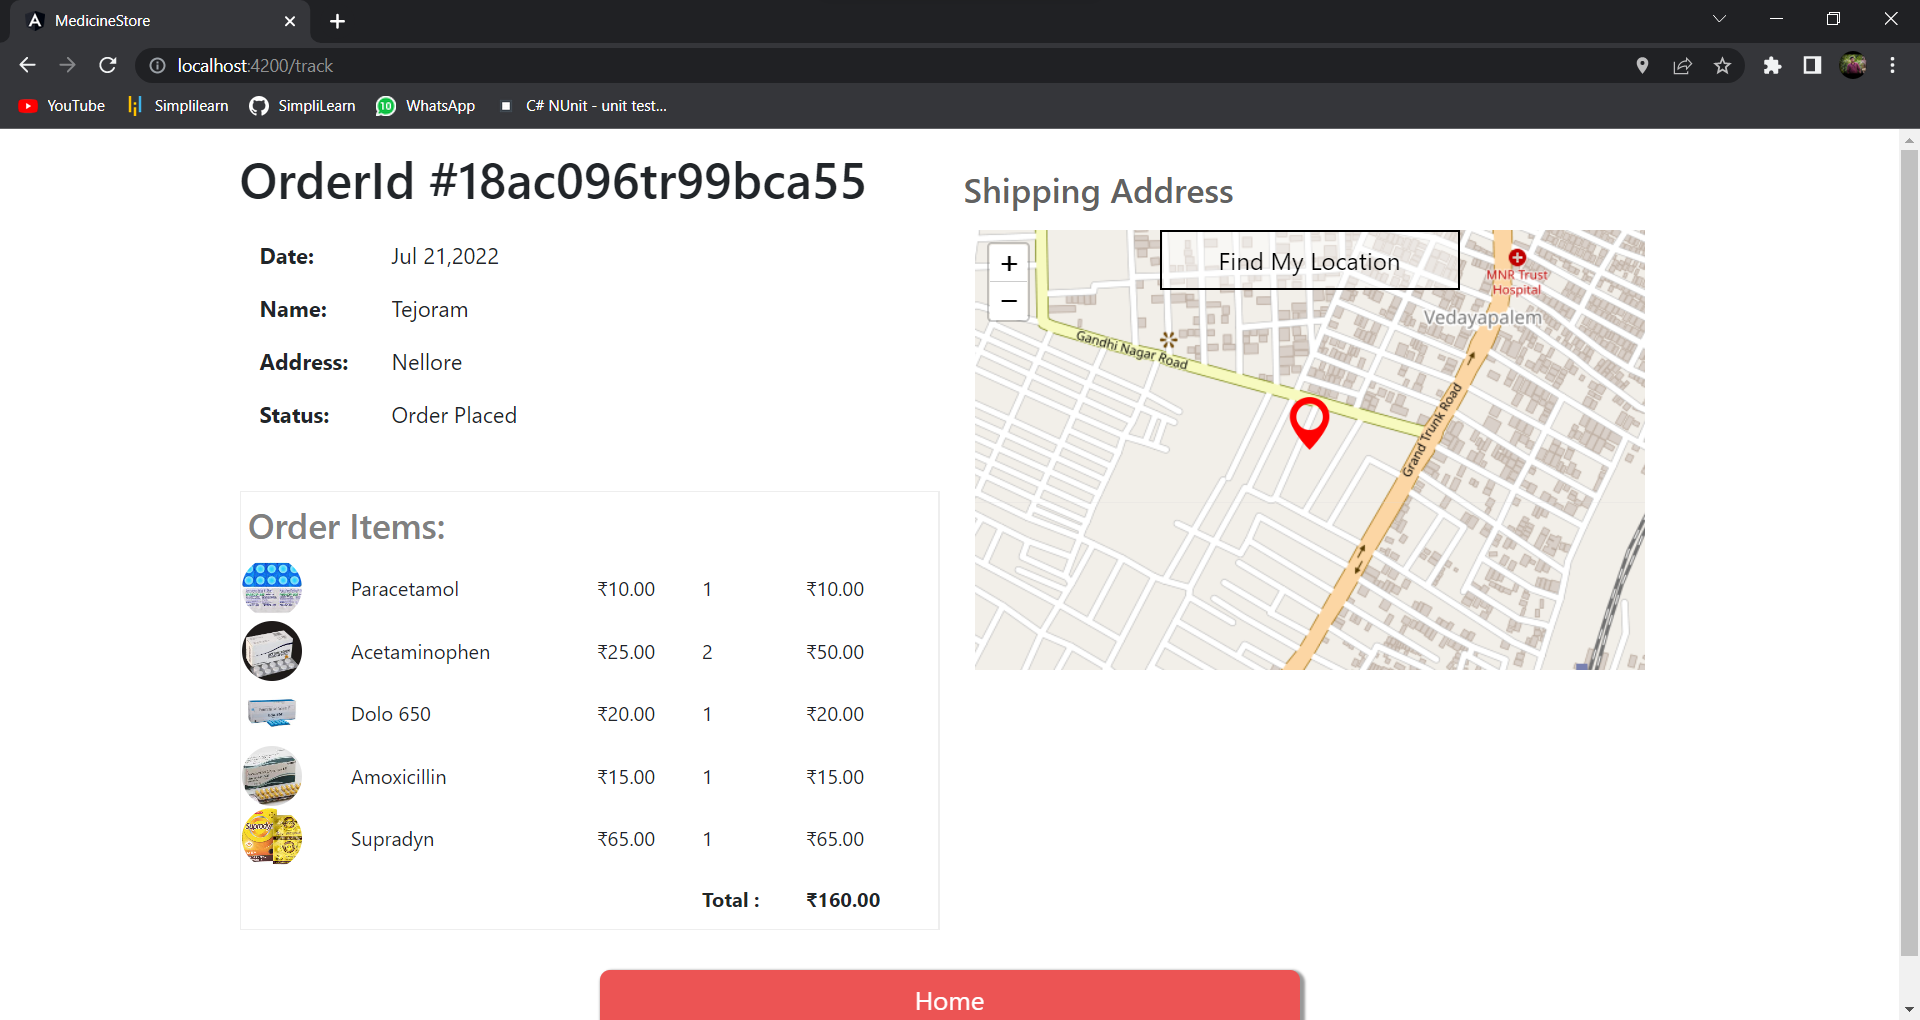 MedicineStore
localhost:4200/track
YouTube Simplilearn SimpliLearn 10 WhatsApp C# NUnit - unit test...
OrderId #18ac096tr99bca55
Date: Jul 21,2022
Name: Tejoram
Address: Nellore
Status: Order Placed
Order Items:
Paracetamol ₹10.00 1 ₹10.00
Acetaminophen ₹25.00 2 ₹50.00
Dolo 650 ₹20.00 1 ₹20.00
Amoxicillin ₹15.00 1 ₹15.00
Supradyn
Supradyn ₹65.00 1 ₹65.00
Total : ₹160.00
Shipping Address
+
−
Find My Location
MNR Trust
Hospital
Vedayapalem
Gandhi Nagar Road
Grand Trunk Road
Home